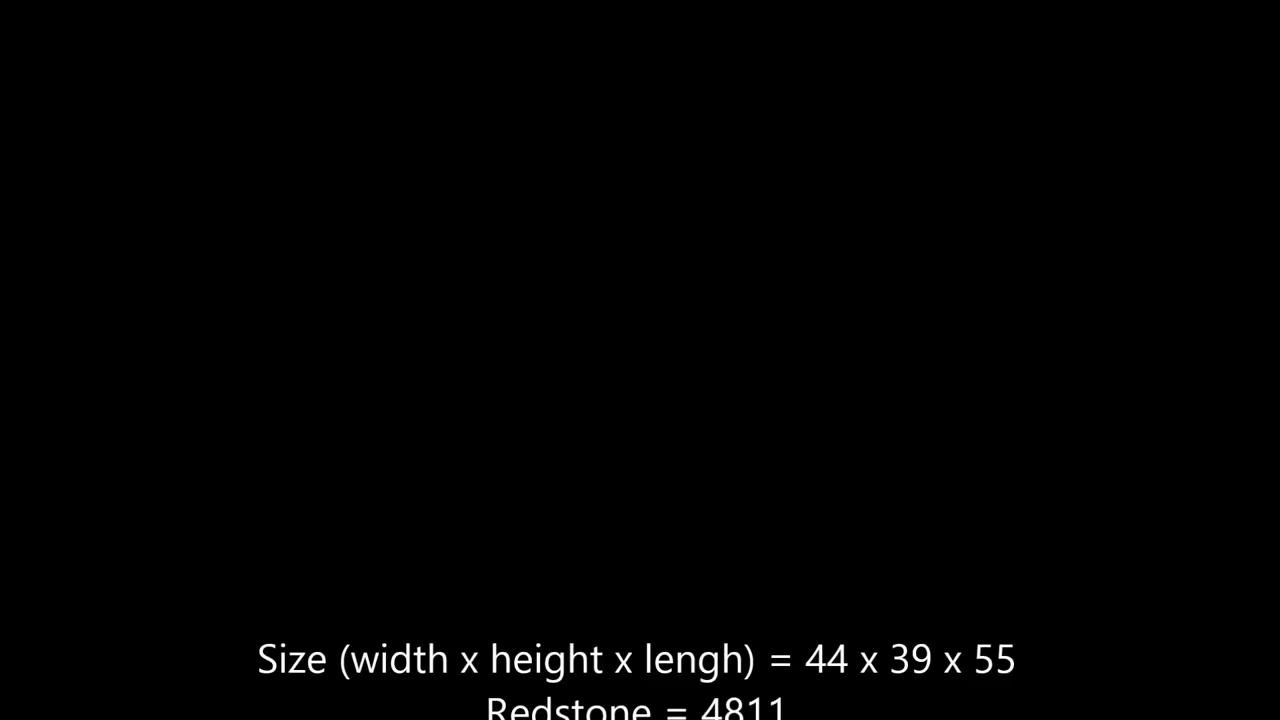 Size (width x height x lengh) = 44 x 39 x 55
Redstone = 4811